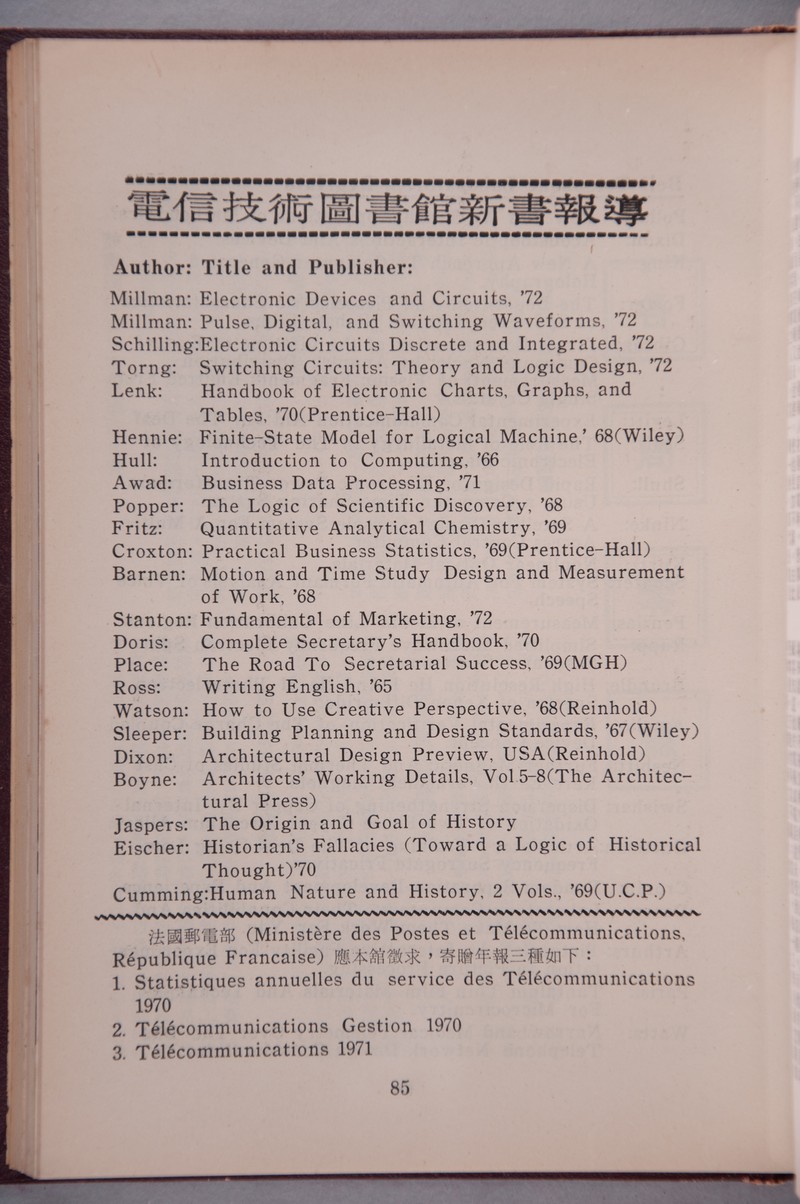 電信技術圖書館新書報導
Author: Title and Publisher:
Millman: Electronic Devices and Circuits, ’72
Millman: Pulse, Digital, and Switching Waveforms, ’72
Schilling:Electronic Circuits Discrete and Integrated, ’72
Torng: Switching Circuits: Theory and Logic Design, ’72
Lenk: Handbook of Electronic Charts, Graphs, and
Tables, ’70(Prentice-Hall)
Hennie: Finite-State Model for Logical Machine,’ 68(Wiley)
Hull: Introduction to Computing, ’66
Awad: Business Data Processing, ’71
Popper: The Logic of Scientific Discovery, ’68
Fritz: Quantitative Analytical Chemistry, ’69
Croxton: Practical Business Statistics, ’69(Prentice-Hall)
Barnen: Motion and Time Study Design and Measurement
of Work, ’68
Stanton: Fundamental of Marketing, ’72
Doris: Complete Secretary’s Handbook, ’70
Place: The Road To Secretarial Success, ’69(MGH)
Ross: Writing English, ’65
Watson: How to Use Creative Perspective, ’68(Reinhold)
Sleeper: Building Planning and Design Standards, ’67(Wiley)
Dixon: Architectural Design Preview, USA(Reinhold)
Boyne: Architects’ Working Details, Vol.5-8(The Architec-
tural Press)
Jaspers: The Origin and Goal of History
Eischer: Historian’s Fallacies (Toward a Logic of Historical
Thought)’70
Cumming:Human Nature and History, 2 Vols., ’69(U.C.P.)
法國郵電部 (Ministère des Postes et Télécommunications,
République Francaise) 應本館徵求，寄贈年報三種如下：
1. Statistiques annuelles du service des Télécommunications
1970
2. Télécommunications Gestion 1970
3. Télécommunications 1971
85